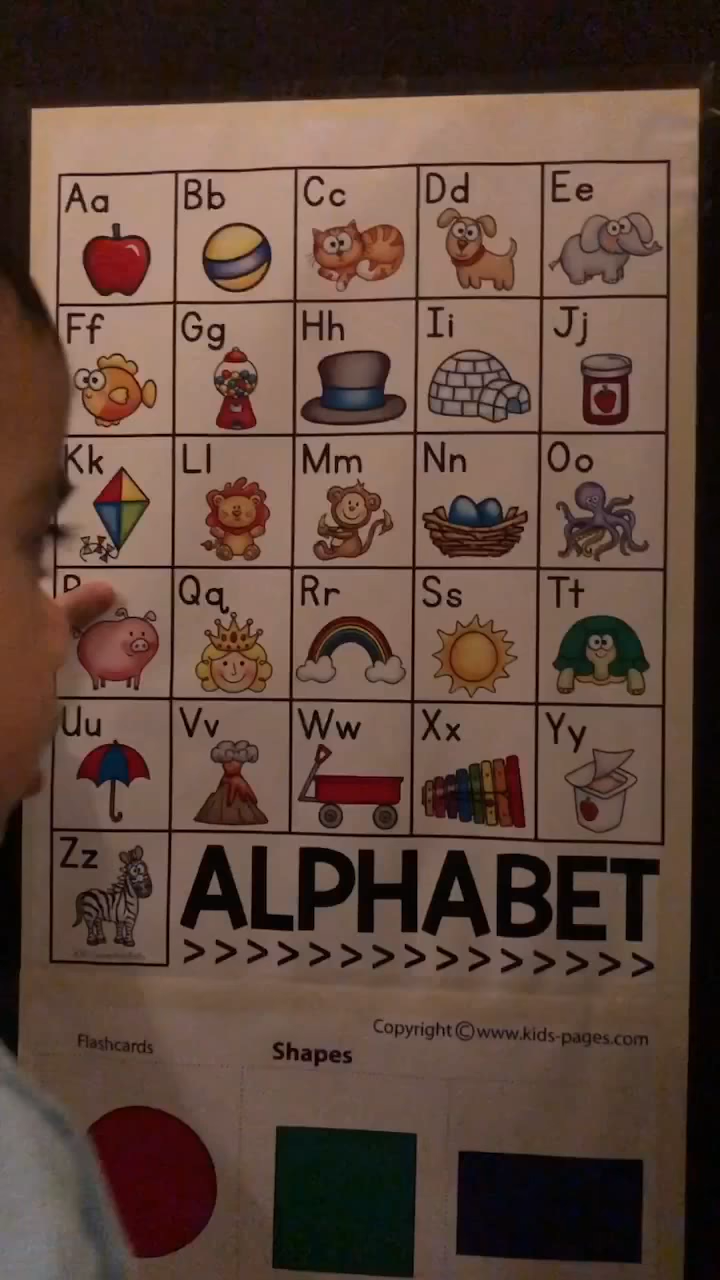 Aa Bb Cc Dd Ee
Ff Gg Hh Ii Jj
Kk Ll Mm Nn Oo
P Qq Rr Ss Tt
Uu Vv Ww Xx Yy
Zz
ALPHABET
>>>>>>>>>>>>>>>
Copyright © www.kids-pages.com
Flashcards Shapes